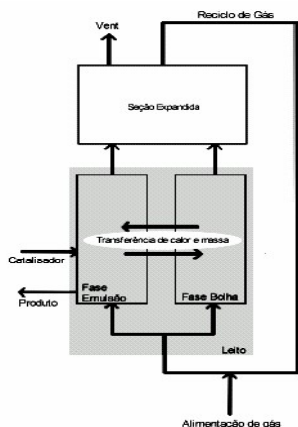 Reciclo de Gás
Vent
Seção Expandida
Transferência de calor e massa
Catalisador
Fase
Emulsão
Fase Bolha
Produto
Leito
Alimentação de gás